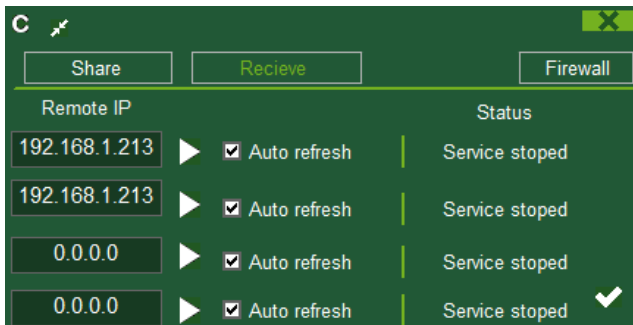 C
Share Recieve Firewall
Remote IP Status
192.168.1.213 Auto refresh Service stoped
192.168.1.213 Auto refresh Service stoped
0.0.0.0 Auto refresh Service stoped
0.0.0.0 Auto refresh Service stoped